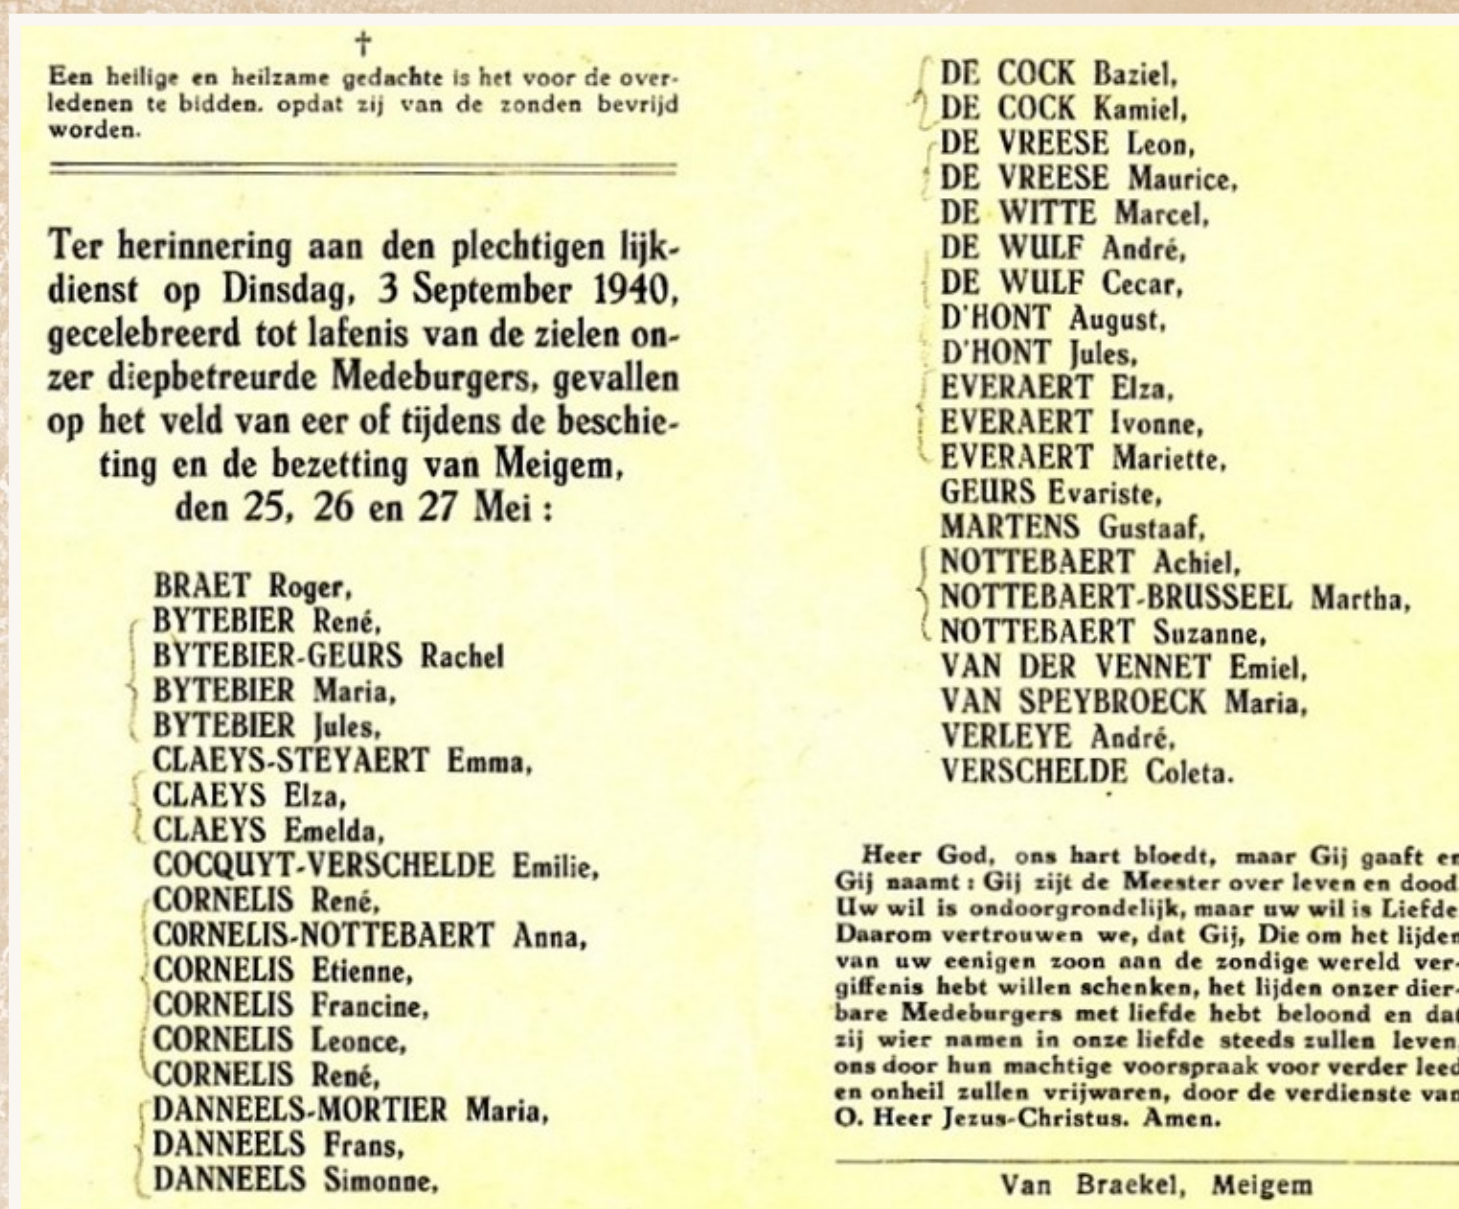 †
Een heilige en heilzame gedachte is het voor de over-
ledenen te bidden. opdat zij van de zonden bevrijd
worden.
Ter herinnering aan den plechtigen lijk-
dienst op Dinsdag, 3 September 1940,
gecelebreerd tot lafenis van de zielen on-
zer diepbetreurde Medeburgers, gevallen
op het veld van eer of tijdens de beschie-
ting en de bezetting van Meigem,
den 25, 26 en 27 Mei :
BRAET Roger,
BYTEBIER René,
BYTEBIER-GEURS Rachel
BYTEBIER Maria,
BYTEBIER Jules,
CLAEYS-STEYAERT Emma,
CLAEYS Elza,
CLAEYS Emelda,
COCQUYT-VERSCHELDE Emilie,
CORNELIS René,
CORNELIS-NOTTEBAERT Anna,
CORNELIS Etienne,
CORNELIS Francine,
CORNELIS Leonce,
CORNELIS René,
DANNEELS-MORTIER Maria,
DANNEELS Frans,
DANNEELS Simonne,
DE COCK Baziel,
DE COCK Kamiel,
DE VREESE Leon,
DE VREESE Maurice,
DE WITTE Marcel,
DE WULF André,
DE WULF Cecar,
D'HONT August,
D'HONT Jules,
EVERAERT Elza,
EVERAERT Ivonne,
EVERAERT Mariette,
GEURS Evariste,
MARTENS Gustaaf,
NOTTEBAERT Achiel,
NOTTEBAERT-BRUSSEEL Martha,
NOTTEBAERT Suzanne,
VAN DER VENNET Emiel,
VAN SPEYBROECK Maria,
VERLEYE André,
VERSCHELDE Coleta.
Heer God, ons hart bloedt, maar Gij gaaft en
Gij naamt : Gij zijt de Meester over leven en dood
Uw wil is ondoorgrondelijk, maar uw wil is Liefde
Daarom vertrouwen we, dat Gij, Die om het lijden
van uw eenigen zoon aan de zondige wereld ver-
giffenis hebt willen schenken, het lijden onzer dier-
bare Medeburgers met liefde hebt beloond en dat
zij wier namen in onze liefde steeds zullen leven,
ons door hun machtige voorspraak voor verder leed
en onheil zullen vrijwaren, door de verdienste van
O. Heer Jezus-Christus. Amen.
Van Braekel, Meigem